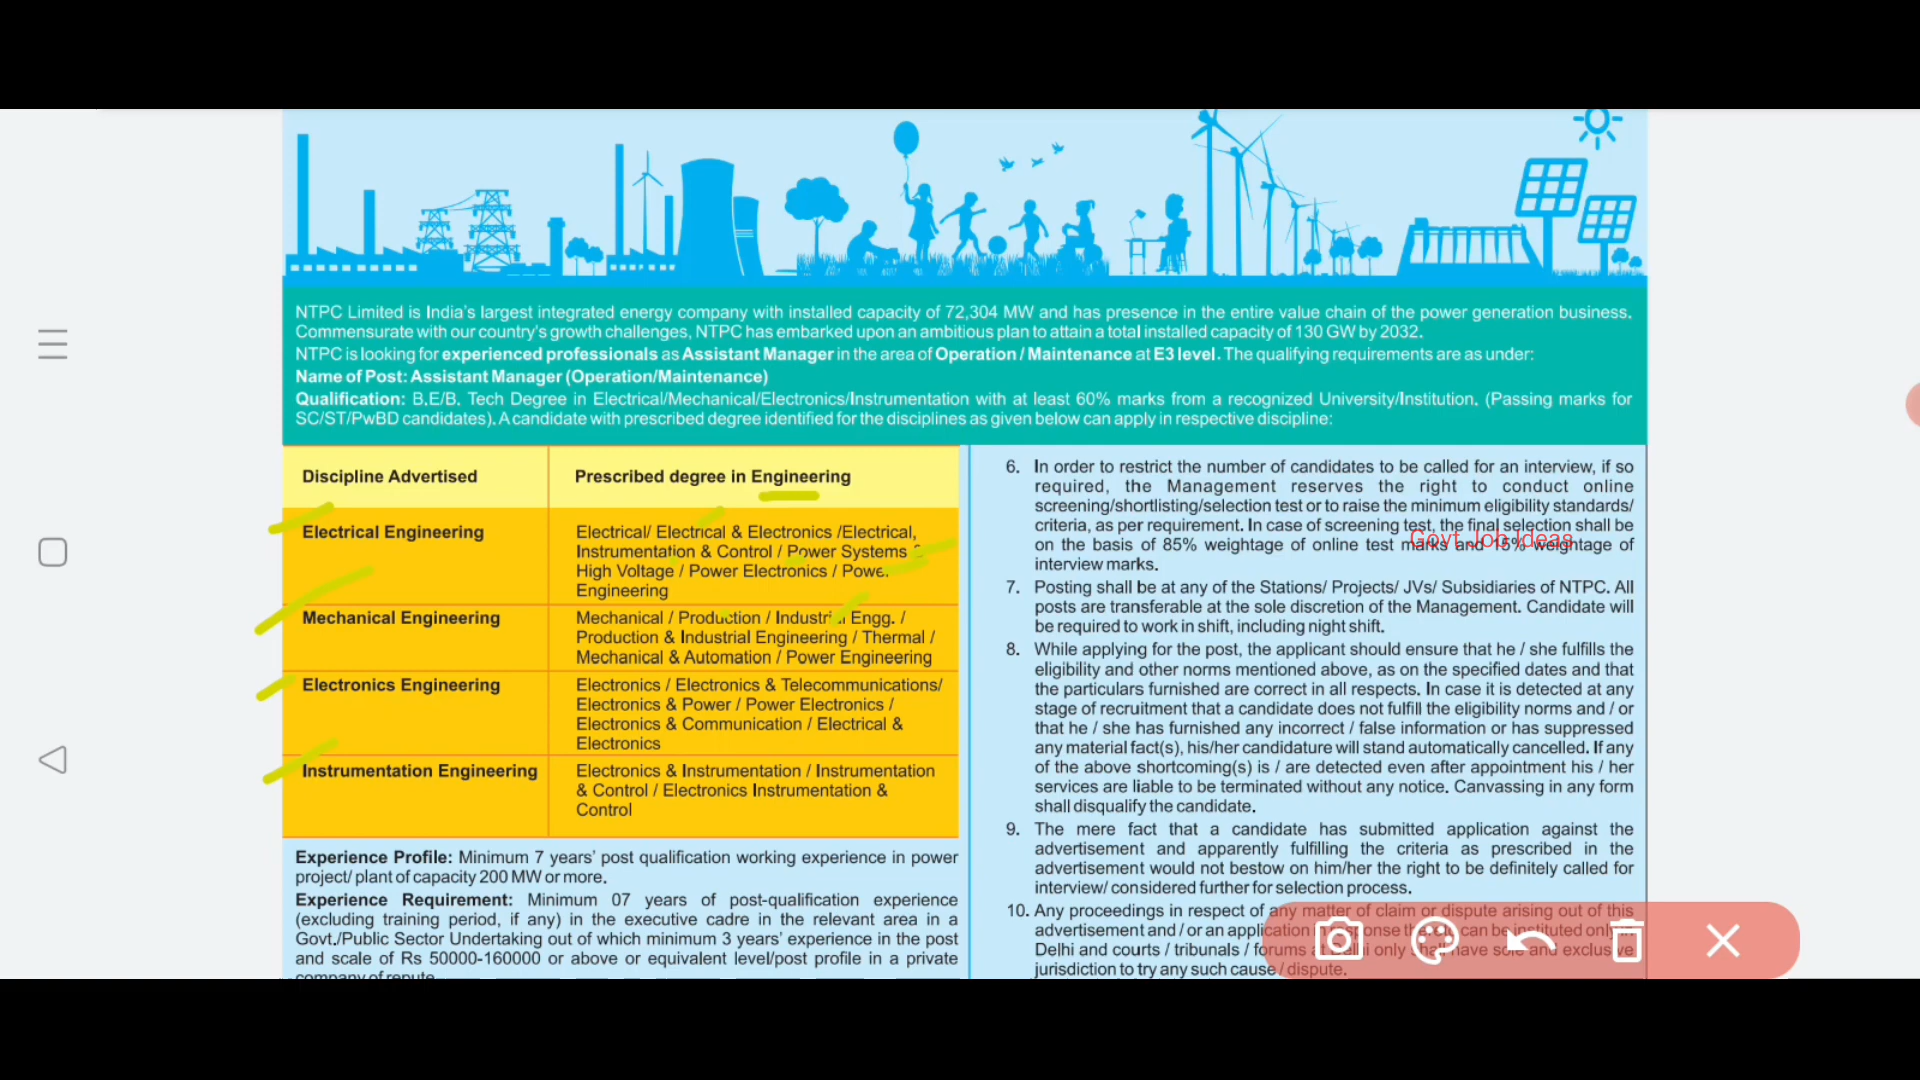 NTPC Limited is India's largest integrated energy company with installed capacity of 72,304 MW and has presence in the entire value chain of the power generation business.
Commensurate with our country's growth challenges, NTPC has embarked upon an ambitious plan to attain a total installed capacity of 130 GW by 2032.
NTPC is looking for experienced professionals as Assistant Manager in the area of Operation / Maintenance at E3 level. The qualifying requirements are as under:
Name of Post: Assistant Manager (Operation/Maintenance)
Qualification: B.E/B. Tech Degree in Electrical/Mechanical/Electronics/Instrumentation with at least 60% marks from a recognized University/Institution. (Passing marks for
SC/ST/PwBD candidates). A candidate with prescribed degree identified for the disciplines as given below can apply in respective discipline:
Discipline Advertised
Prescribed degree in Engineering
Electrical Engineering
Electrical/ Electrical & Electronics /Electrical,
Instrumentation & Control / Power Systems &
High Voltage / Power Electronics / Power
Engineering
Mechanical Engineering
Mechanical / Production / Industrial Engg. /
Production & Industrial Engineering / Thermal /
Mechanical & Automation / Power Engineering
Electronics Engineering
Electronics / Electronics & Telecommunications/
Electronics & Power / Power Electronics /
Electronics & Communication / Electrical &
Electronics
Instrumentation Engineering
Electronics & Instrumentation / Instrumentation
& Control / Electronics Instrumentation &
Control
Experience Profile: Minimum 7 years' post qualification working experience in power
project/ plant of capacity 200 MW or more.
Experience Requirement: Minimum 07 years of post-qualification experience
(excluding training period, if any) in the executive cadre in the relevant area in a
Govt./Public Sector Undertaking out of which minimum 3 years' experience in the post
and scale of Rs 50000-160000 or above or equivalent level/post profile in a private
company of repute.
6. In order to restrict the number of candidates to be called for an interview, if so
required, the Management reserves the right to conduct online
screening/shortlisting/selection test or to raise the minimum eligibility standards/
criteria, as per requirement. In case of screening test, the final selection shall be
on the basis of 85% weightage of online test marks and 15% weightage of
interview marks.
Govt. Job Ideas
7. Posting shall be at any of the Stations/ Projects/ JVs/ Subsidiaries of NTPC. All
posts are transferable at the sole discretion of the Management. Candidate will
be required to work in shift, including night shift.
8. While applying for the post, the applicant should ensure that he / she fulfills the
eligibility and other norms mentioned above, as on the specified dates and that
the particulars furnished are correct in all respects. In case it is detected at any
stage of recruitment that a candidate does not fulfill the eligibility norms and / or
that he / she has furnished any incorrect / false information or has suppressed
any material fact(s), his/her candidature will stand automatically cancelled. If any
of the above shortcoming(s) is / are detected even after appointment his / her
services are liable to be terminated without any notice. Canvassing in any form
shall disqualify the candidate.
9. The mere fact that a candidate has submitted application against the
advertisement and apparently fulfilling the criteria as prescribed in the
advertisement would not bestow on him/her the right to be definitely called for
interview/ considered further for selection process.
10. Any proceedings in respect of any matter of claim or dispute arising out of this
advertisement and / or an application in response thereto can be instituted only in
Delhi and courts / tribunals / forums at Delhi only shall have sole and exclusive
jurisdiction to try any such cause / dispute.